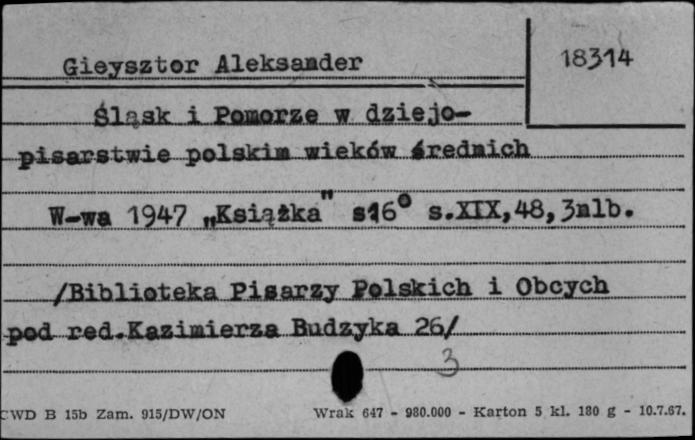 Gieysztor Aleksander
18314
Śląsk i Pomorze w dziejo-
pisarstwie polskim wieków średnich
W-wa 1947 „Książka" s16° s.XIX,48,3nlb.
/Biblioteka Pisarzy Polskich i Obcych
pod red.Kazimierza Budzyka 26/
3
CWD B 15b Zam. 915/DW/ON Wrak 647 - 980.000 - Karton 5 kl. 180 g - 10.7.67.